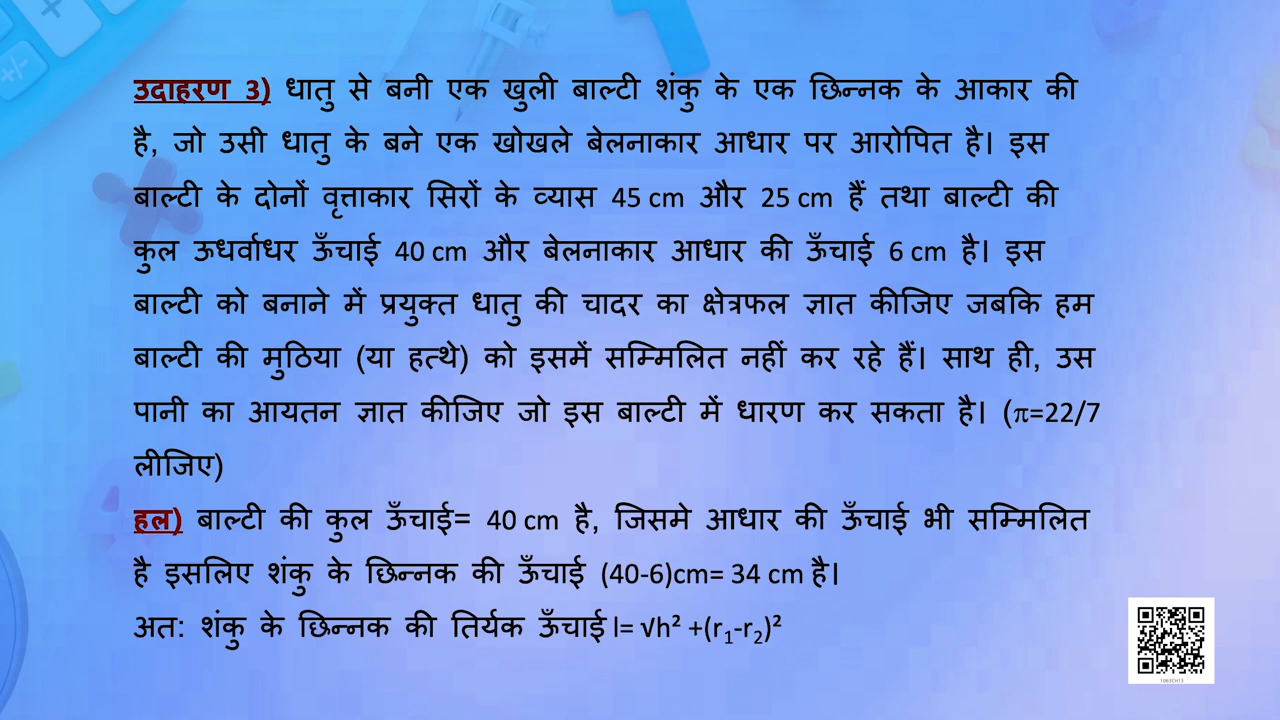 उदाहरण 3) धातु से बनी एक खुली बाल्टी शंकु के एक छिन्नक के आकार की
है, जो उसी धातु के बने एक खोखले बेलनाकार आधार पर आरोपित है। इस
बाल्टी के दोनों वृत्ताकार सिरों के व्यास 45 cm और 25 cm हैं तथा बाल्टी की
कुल ऊधर्वाधर ऊँचाई 40 cm और बेलनाकार आधार की ऊँचाई 6 cm है। इस
बाल्टी को बनाने में प्रयुक्त धातु की चादर का क्षेत्रफल ज्ञात कीजिए जबकि हम
बाल्टी की मुठिया (या हत्थे) को इसमें सम्मिलित नहीं कर रहे हैं। साथ ही, उस
पानी का आयतन ज्ञात कीजिए जो इस बाल्टी में धारण कर सकता है। (π=22/7
लीजिए)
हल) बाल्टी की कुल ऊँचाई= 40 cm है, जिसमे आधार की ऊँचाई भी सम्मिलित
है इसलिए शंकु के छिन्नक की ऊँचाई (40-6)cm= 34 cm है।
अत: शंकु के छिन्नक की तिर्यक ऊँचाई l= √h² +(r₁-r₂)²
1063CH13